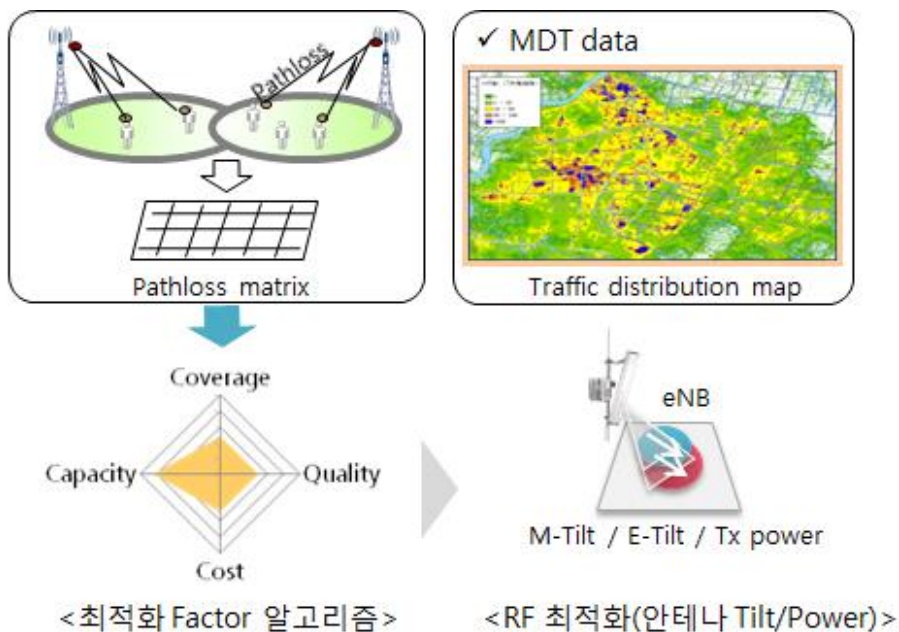 Pathloss
Pathloss matrix
✓ MDT data
Traffic distribution map
Coverage
Capacity
Quality
Cost
eNB
M-Tilt / E-Tilt / Tx power
<최적화 Factor 알고리즘>
<RF 최적화(안테나 Tilt/Power)>